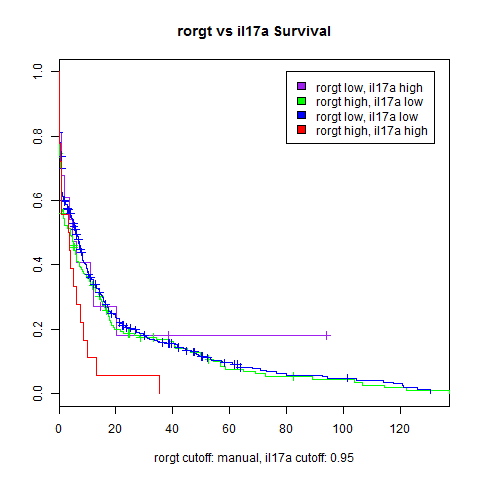 rorgt vs il17a Survival
1.0
0.8
0.6
0.4
0.2
0.0
rorgt low, il17a high
rorgt high, il17a low
rorgt low, il17a low
rorgt high, il17a high
0 20 40 60 80 100 120
rorgt cutoff: manual, il17a cutoff: 0.95